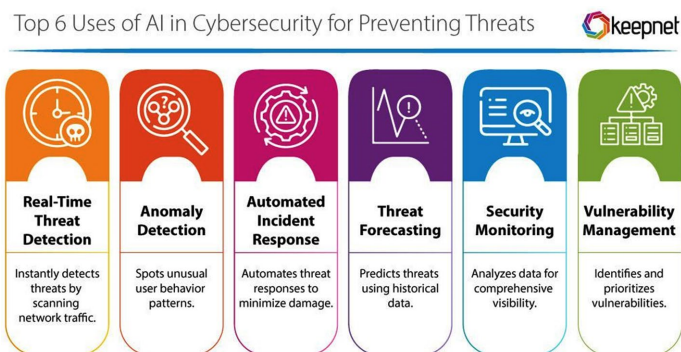 Top 6 Uses of AI in Cybersecurity for Preventing Threats
keepnet
Real-Time
Threat
Detection
Instantly detects
threats by
scanning
network traffic.
?
Anomaly
Detection
Spots unusual
user behavior
patterns.
!
Automated
Incident
Response
Automates threat
responses to
minimize damage.
!
Threat
Forecasting
Predicts threats
using historical
data.
Security
Monitoring
Analyzes data for
comprehensive
visibility.
!
Vulnerability
Management
Identifies and
prioritizes
vulnerabilities.